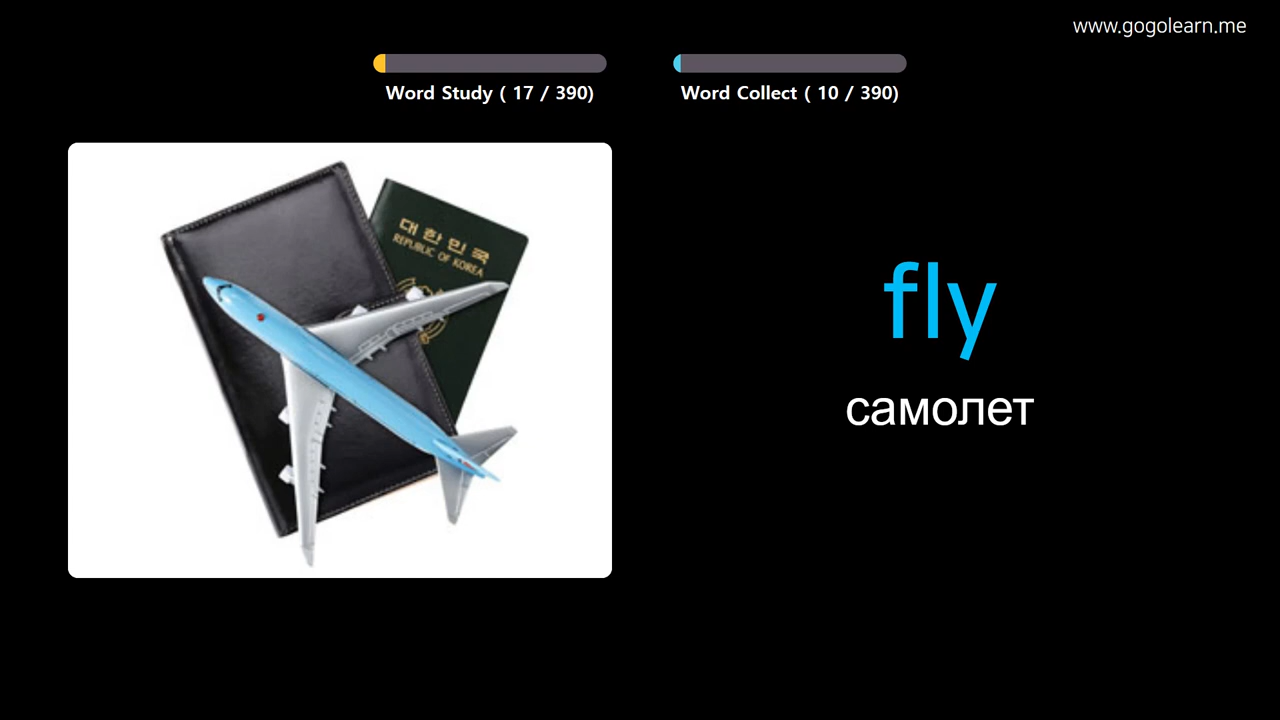 www.gogolearn.me
Word Study ( 17 / 390)
Word Collect ( 10 / 390)
대한민국
REPUBLIC OF KOREA
fly
самолет